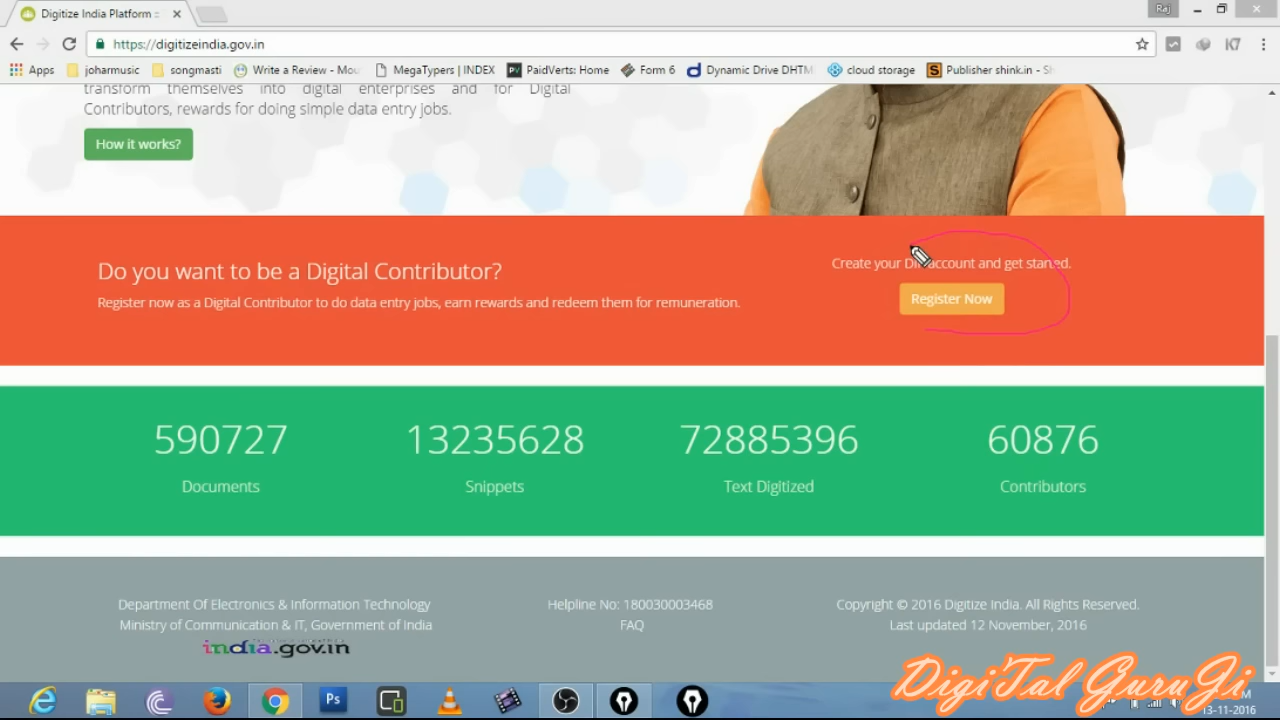 Digitize India Platform ::
Raj
https://digitizeindia.gov.in
Apps joharmusic songmasti Write a Review - Mou MegaTypers | INDEX PaidVerts: Home Form 6 Dynamic Drive DHTM cloud storage Publisher shink.in - Sh
transform themselves into digital enterprises and for Digital
Contributors, rewards for doing simple data entry jobs.
How it works?
Do you want to be a Digital Contributor?
Register now as a Digital Contributor to do data entry jobs, earn rewards and redeem them for remuneration.
Create your account and get started.
Register Now
590727 13235628 72885396 60876
Documents Snippets Text Digitized Contributors
Department Of Electronics & Information Technology
Ministry of Communication & IT, Government of India
india.gov.in
Helpline No: 180030003468
FAQ
Copyright © 2016 Digitize India. All Rights Reserved.
Last updated 12 November, 2016
Ps
DigiTal GuruJi
13-11-2016